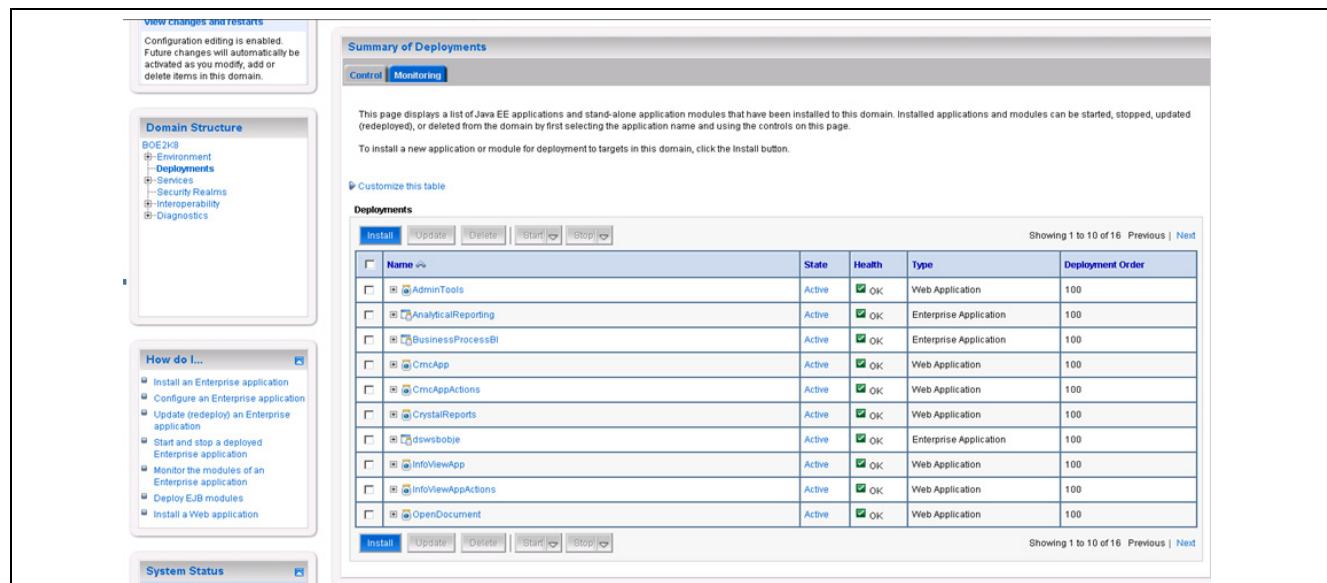 View changes and restarts
Configuration editing is enabled.
Future changes will automatically be
activated as you modify, add or
delete items in this domain.
Domain Structure
BOE2K8
Environment
Deployments
Services
Security Realms
Interoperability
Diagnostics
How do I...
Install an Enterprise application
Configure an Enterprise application
Update (redeploy) an Enterprise
application
Start and stop a deployed
Enterprise application
Monitor the modules of an
Enterprise application
Deploy EJB modules
Install a Web application
System Status
Summary of Deployments
Control Monitoring
This page displays a list of Java EE applications and stand-alone application modules that have been installed to this domain. Installed applications and modules can be started, stopped, updated
(redeployed), or deleted from the domain by first selecting the application name and using the controls on this page.
To install a new application or module for deployment to targets in this domain, click the Install button.
Customize this table
Deployments
Install Update Delete Start Stop Showing 1 to 10 of 16 Previous | Next
Name State Health Type Deployment Order
AdminTools Active OK Web Application 100
AnalyticalReporting Active OK Enterprise Application 100
BusinessProcessBI Active OK Enterprise Application 100
CmcApp Active OK Web Application 100
CmcAppActions Active OK Web Application 100
CrystalReports Active OK Web Application 100
dswsbobje Active OK Enterprise Application 100
InfoViewApp Active OK Web Application 100
InfoViewAppActions Active OK Web Application 100
OpenDocument Active OK Web Application 100
Install Update Delete Start Stop Showing 1 to 10 of 16 Previous | Next